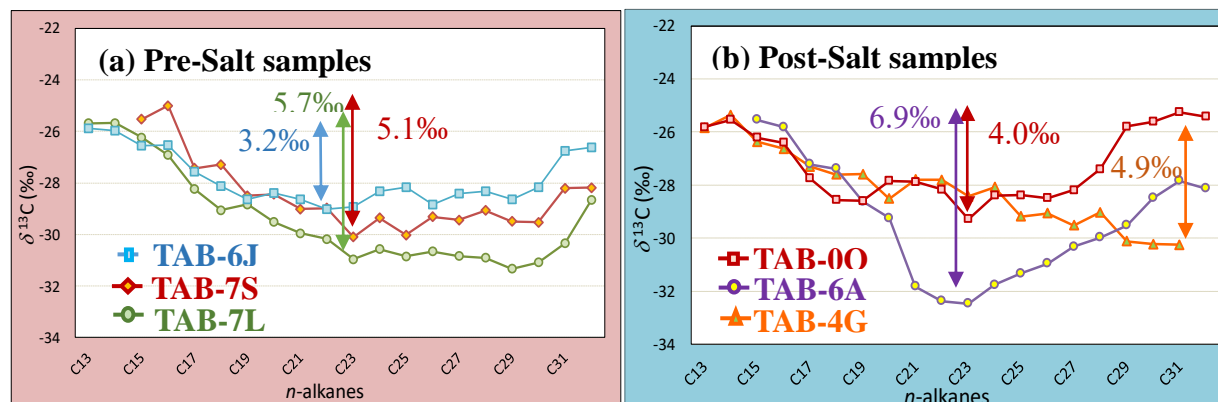 (a) Pre-Salt samples
-22
-24
-26
-28
-30
-32
-34
δ ¹³C (‰)
5.7‰
3.2‰
5.1‰
TAB-6J
TAB-7S
TAB-7L
C13
C15
C17
C19
C21
C23
C25
C27
C29
C31
n-alkanes
(b) Post-Salt samples
-22
-24
-26
-28
-30
-32
-34
δ ¹³C (‰)
6.9‰
4.0‰
4.9‰
TAB-0O
TAB-6A
TAB-4G
C13
C15
C17
C19
C21
C23
C25
C27
C29
C31
n-alkanes